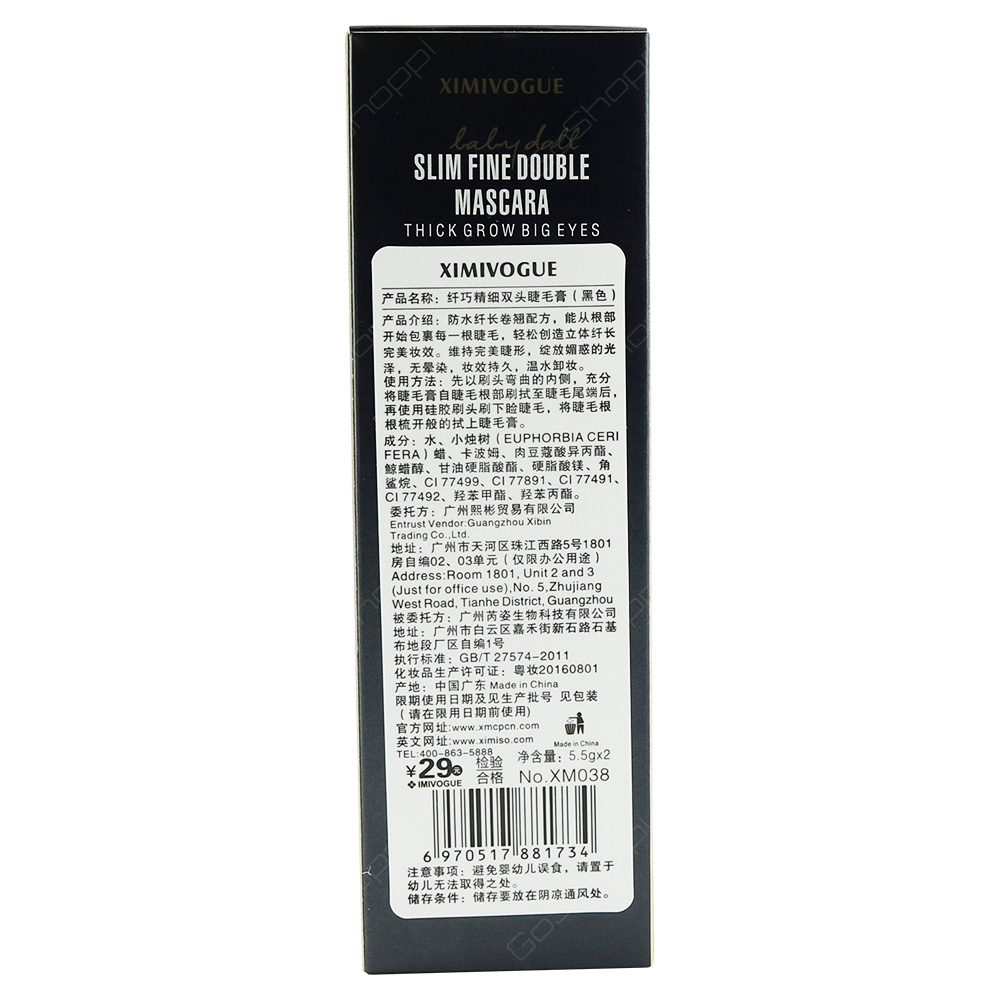 XIMIVOGUE
baby doll
SLIM FINE DOUBLE
MASCARA
THICK GROW BIG EYES
XIMIVOGUE
产品名称：纤巧精细双头睫毛膏（黑色）
产品介绍：防水纤长卷翘配方，能从根部
开始包裹每一根睫毛，轻松创造立体纤长
完美妆效。维持完美睫形，绽放媚惑的光
泽，无晕染，妆效持久，温水卸妆。
使用方法：先以刷头弯曲的内侧，充分
将睫毛膏自睫毛根部刷拭至睫毛尾端后，
再使用硅胶刷头刷下睑睫毛，将睫毛根
根梳开般的拭上睫毛膏。
成分：水、小烛树（EUPHORBIA CERI
FERA）蜡、卡波姆、肉豆蔻酸异丙酯、
鲸蜡醇、甘油硬脂酸酯、硬脂酸镁、角
鲨烷、CI 77499、CI 77891、CI 77491、
CI 77492、羟苯甲酯、羟苯丙酯。
委托方：广州熙彬贸易有限公司
Entrust Vendor:Guangzhou Xibin
Trading Co.,Ltd.
地址：广州市天河区珠江西路5号1801
房自编02、03单元（仅限办公用途）
Address:Room 1801, Unit 2 and 3
(Just for office use),No. 5,Zhujiang
West Road, Tianhe District, Guangzhou
被委托方：广州芮姿生物科技有限公司
地址：广州市白云区嘉禾街新石路石基
布地段厂区自编1号
执行标准：GB/T 27574-2011
化妆品生产许可证：粤妆20160801
产地：中国广东 Made in China
限期使用日期及见生产批号 见包装
（请在限用日期前使用)
官方网址:www.xmcpcn.com
英文网址:www.ximiso.com
TEL:400-863-5888
Made in China
¥29元
IMIVOGUE
检验
合格
净含量：5.5gx2
No.XM038
6 970517 881734
注意事项：避免婴幼儿误食，请置于
幼儿无法取得之处。
储存条件：储存要放在阴凉通风处。